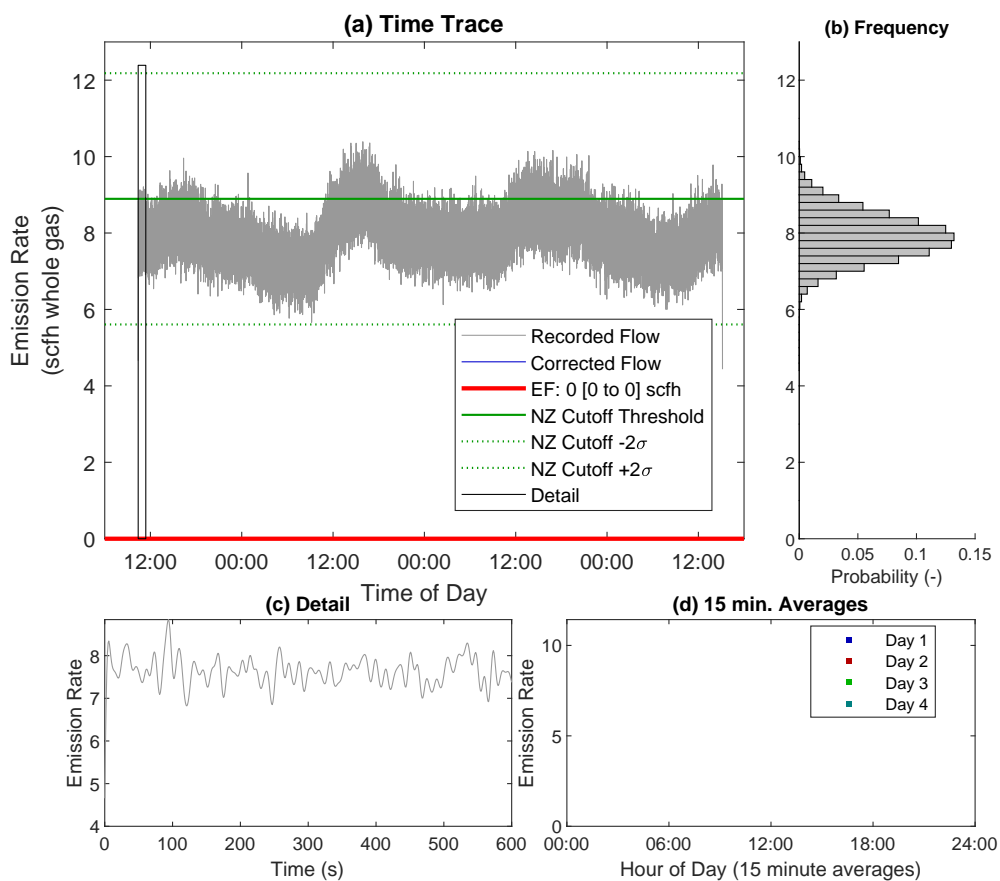 (a) Time Trace
Emission Rate
(scfh whole gas)
12
10
8
6
4
2
0
12:00
00:00
12:00
00:00
12:00
00:00
12:00
Time of Day
Recorded Flow
Corrected Flow
EF: 0 [0 to 0] scfh
NZ Cutoff Threshold
NZ Cutoff -2σ
NZ Cutoff +2σ
Detail
(b) Frequency
12
10
8
6
4
2
0
0
0.05
0.1
0.15
Probability (-)
(c) Detail
Emission Rate
8
7
6
5
4
0
100
200
300
400
500
600
Time (s)
(d) 15 min. Averages
Emission Rate
10
5
0
00:00
06:00
12:00
18:00
24:00
Hour of Day (15 minute averages)
Day 1
Day 2
Day 3
Day 4